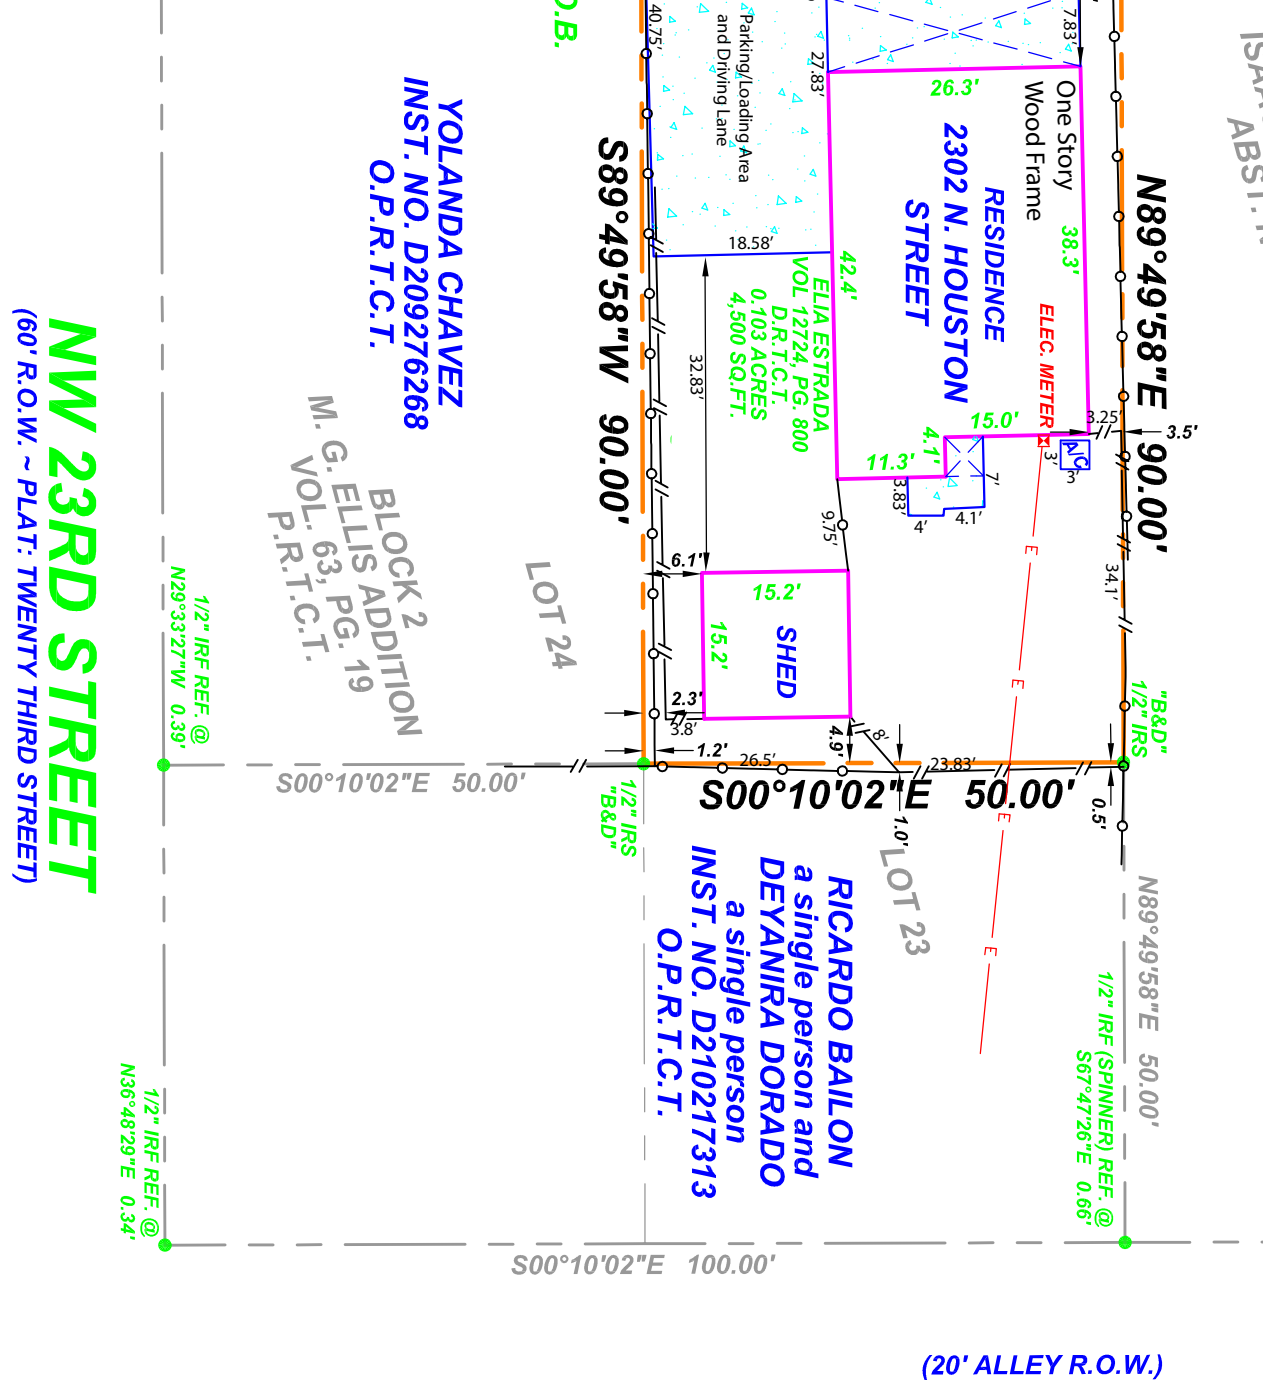 O.B.
YOLANDA CHAVEZ
INST. NO. D209276268
O.P.R.T.C.T.
NW 23RD STREET
(60' R.O.W. ~ PLAT: TWENTY THIRD STREET)
BLOCK 2
M. G. ELLIS ADDITION
VOL. 63, PG. 19
P.R.T.C.T.
LOT 24
1/2" IRF REF. @
N29°33'27"W 0.39'
S00°10'02"E 50.00'
S89°49'58"W 90.00'
40.75'
Parking/Loading Area
and Driving Lane
27.83'
7.83'
26.3'
One Story
Wood Frame
RESIDENCE
2302 N. HOUSTON
STREET
38.3'
42.4'
18.58'
ELIA ESTRADA
VOL 12724, PG. 800
D.R.T.C.T.
0.103 ACRES
4,500 SQ.FT.
32.83'
ELEC. METER
15.0'
4.1'
11.3'
3.83'
4'
4.1'
7'
A/C
3'
3'
3.25'
3.5'
N89°49'58"E 90.00'
9.75'
34.1'
6.1'
15.2'
15.2'
SHED
2.3'
3.8'
1.2'
26.5'
4.9'
8'
23.83'
1.0'
0.5'
E
E
E
E
S00°10'02"E 50.00'
"B&D"
1/2" IRS
1/2" IRS
"B&D"
LOT 23
RICARDO BAILON
a single person and
DEYANIRA DORADO
a single person
INST. NO. D210217313
O.P.R.T.C.T.
N89°49'58"E 50.00'
1/2" IRF (SPINNER) REF. @
S67°47'26"E 0.66'
1/2" IRF REF. @
N36°48'29"E 0.34'
S00°10'02"E 100.00'
(20' ALLEY R.O.W.)
ISAA
ABST.